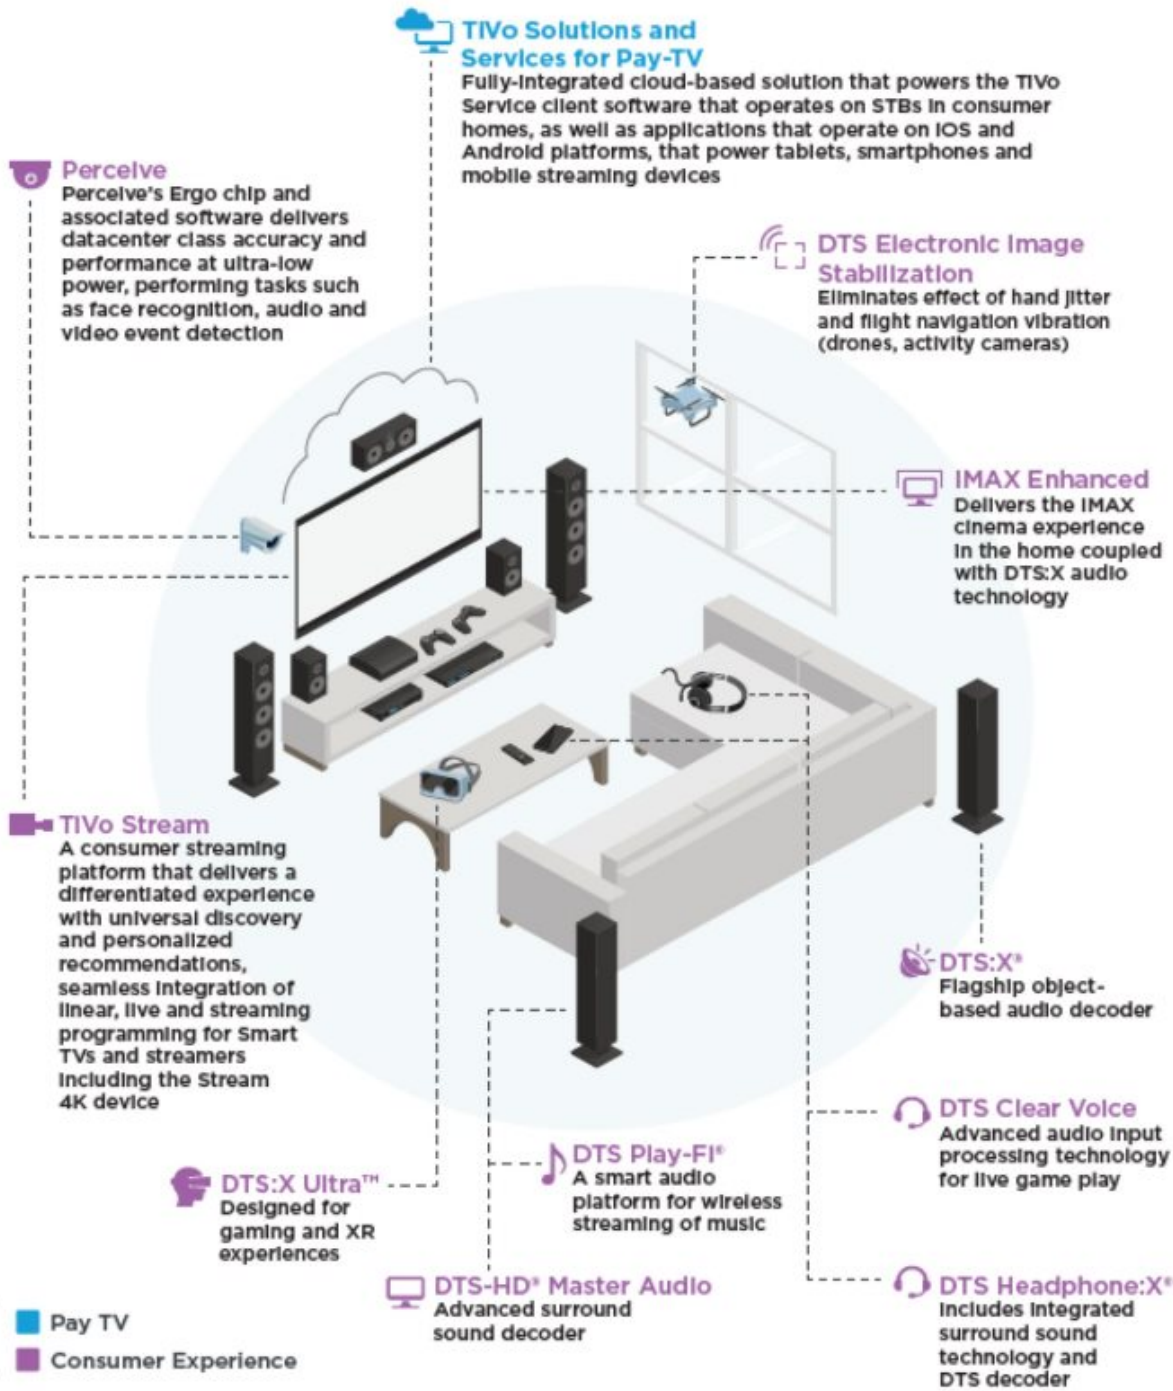 TiVo Solutions and
Services for Pay-TV
Fully-integrated cloud-based solution that powers the TiVo
Service client software that operates on STBs in consumer
homes, as well as applications that operate on iOS and
Android platforms, that power tablets, smartphones and
mobile streaming devices
Perceive
Perceive's Ergo chip and
associated software delivers
datacenter class accuracy and
performance at ultra-low
power, performing tasks such
as face recognition, audio and
video event detection
DTS Electronic Image
Stabilization
Eliminates effect of hand jitter
and flight navigation vibration
(drones, activity cameras)
IMAX Enhanced
Delivers the IMAX
cinema experience
in the home coupled
with DTS:X audio
technology
TiVo Stream
A consumer streaming
platform that delivers a
differentiated experience
with universal discovery
and personalized
recommendations,
seamless integration of
linear, live and streaming
programming for Smart
TVs and streamers
including the Stream
4K device
DTS:X®
Flagship object-
based audio decoder
DTS Clear Voice
Advanced audio input
processing technology
for live game play
DTS Play-Fi®
A smart audio
platform for wireless
streaming of music
DTS:X Ultra™
Designed for
gaming and XR
experiences
DTS-HD® Master Audio
Advanced surround
sound decoder
DTS Headphone:X®
Includes integrated
surround sound
technology and
DTS decoder
Pay TV
Consumer Experience